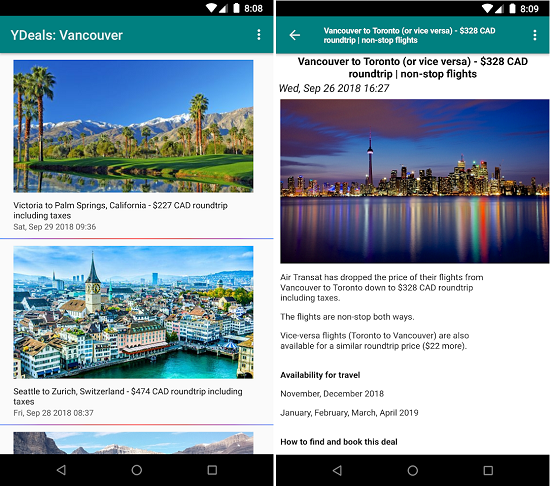 8:08
YDeals: Vancouver
Victoria to Palm Springs, California - $227 CAD roundtrip
including taxes
Sat, Sep 29 2018 09:36
Seattle to Zurich, Switzerland - $474 CAD roundtrip including
taxes
Fri, Sep 28 2018 08:37
8:09
Vancouver to Toronto (or vice versa) - $328 CAD
roundtrip | non-stop flights
Vancouver to Toronto (or vice versa) - $328 CAD
roundtrip | non-stop flights
Wed, Sep 26 2018 16:27
Air Transat has dropped the price of their flights from
Vancouver to Toronto down to $328 CAD roundtrip
including taxes.
The flights are non-stop both ways.
Vice-versa flights (Toronto to Vancouver) are also
available for a similar roundtrip price ($22 more).
Availability for travel
November, December 2018
January, February, March, April 2019
How to find and book this deal